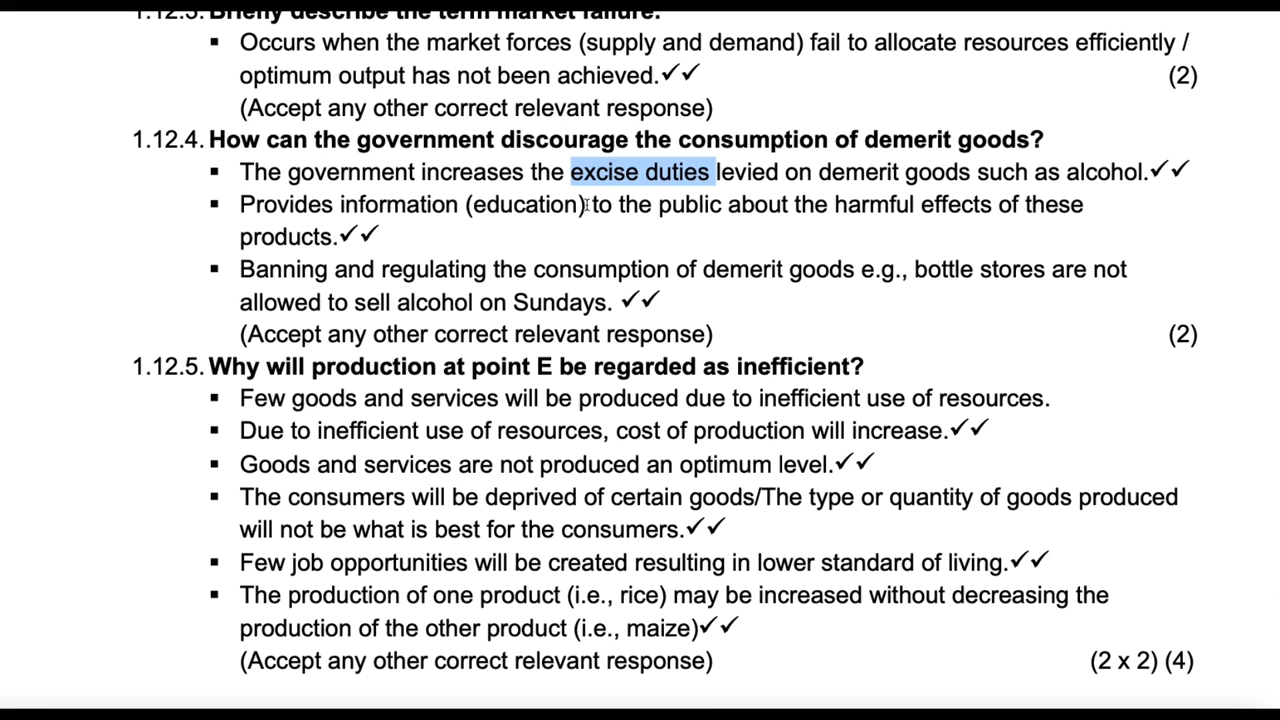 1.12.3. Briefly describe the term market failure.
▪ Occurs when the market forces (supply and demand) fail to allocate resources efficiently /
optimum output has not been achieved.✓✓ (2)
(Accept any other correct relevant response)
1.12.4. How can the government discourage the consumption of demerit goods?
▪ The government increases the excise duties levied on demerit goods such as alcohol.✓✓
▪ Provides information (education) to the public about the harmful effects of these
products.✓✓
▪ Banning and regulating the consumption of demerit goods e.g., bottle stores are not
allowed to sell alcohol on Sundays. ✓✓
(Accept any other correct relevant response) (2)
1.12.5. Why will production at point E be regarded as inefficient?
▪ Few goods and services will be produced due to inefficient use of resources.
▪ Due to inefficient use of resources, cost of production will increase.✓✓
▪ Goods and services are not produced an optimum level.✓✓
▪ The consumers will be deprived of certain goods/The type or quantity of goods produced
will not be what is best for the consumers.✓✓
▪ Few job opportunities will be created resulting in lower standard of living.✓✓
▪ The production of one product (i.e., rice) may be increased without decreasing the
production of the other product (i.e., maize)✓✓
(Accept any other correct relevant response) (2 x 2) (4)